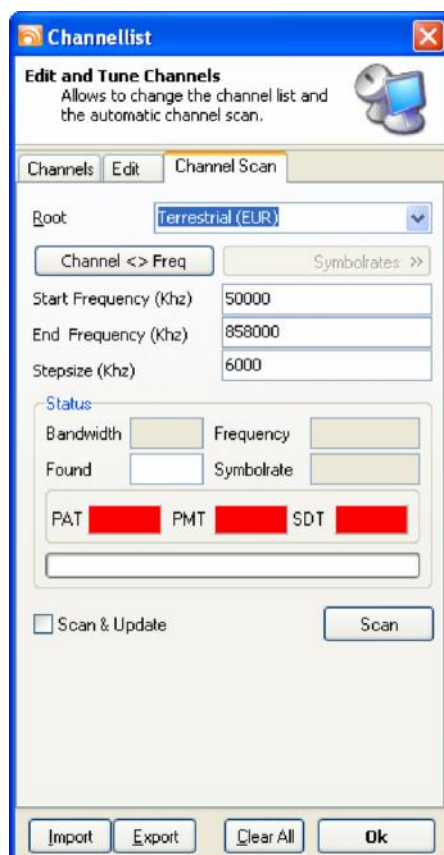 Channellist
Edit and Tune Channels
Allows to change the channel list and
the automatic channel scan.
Channels Edit Channel Scan
Root Terrestrial (EUR)
Channel <> Freq Symbolrates »
Start Frequency (Khz) 50000
End Frequency (Khz) 858000
Stepsize (Khz) 6000
Status
Bandwidth Frequency
Found Symbolrate
PAT PMT SDT
Scan & Update Scan
Import Export Clear All Ok